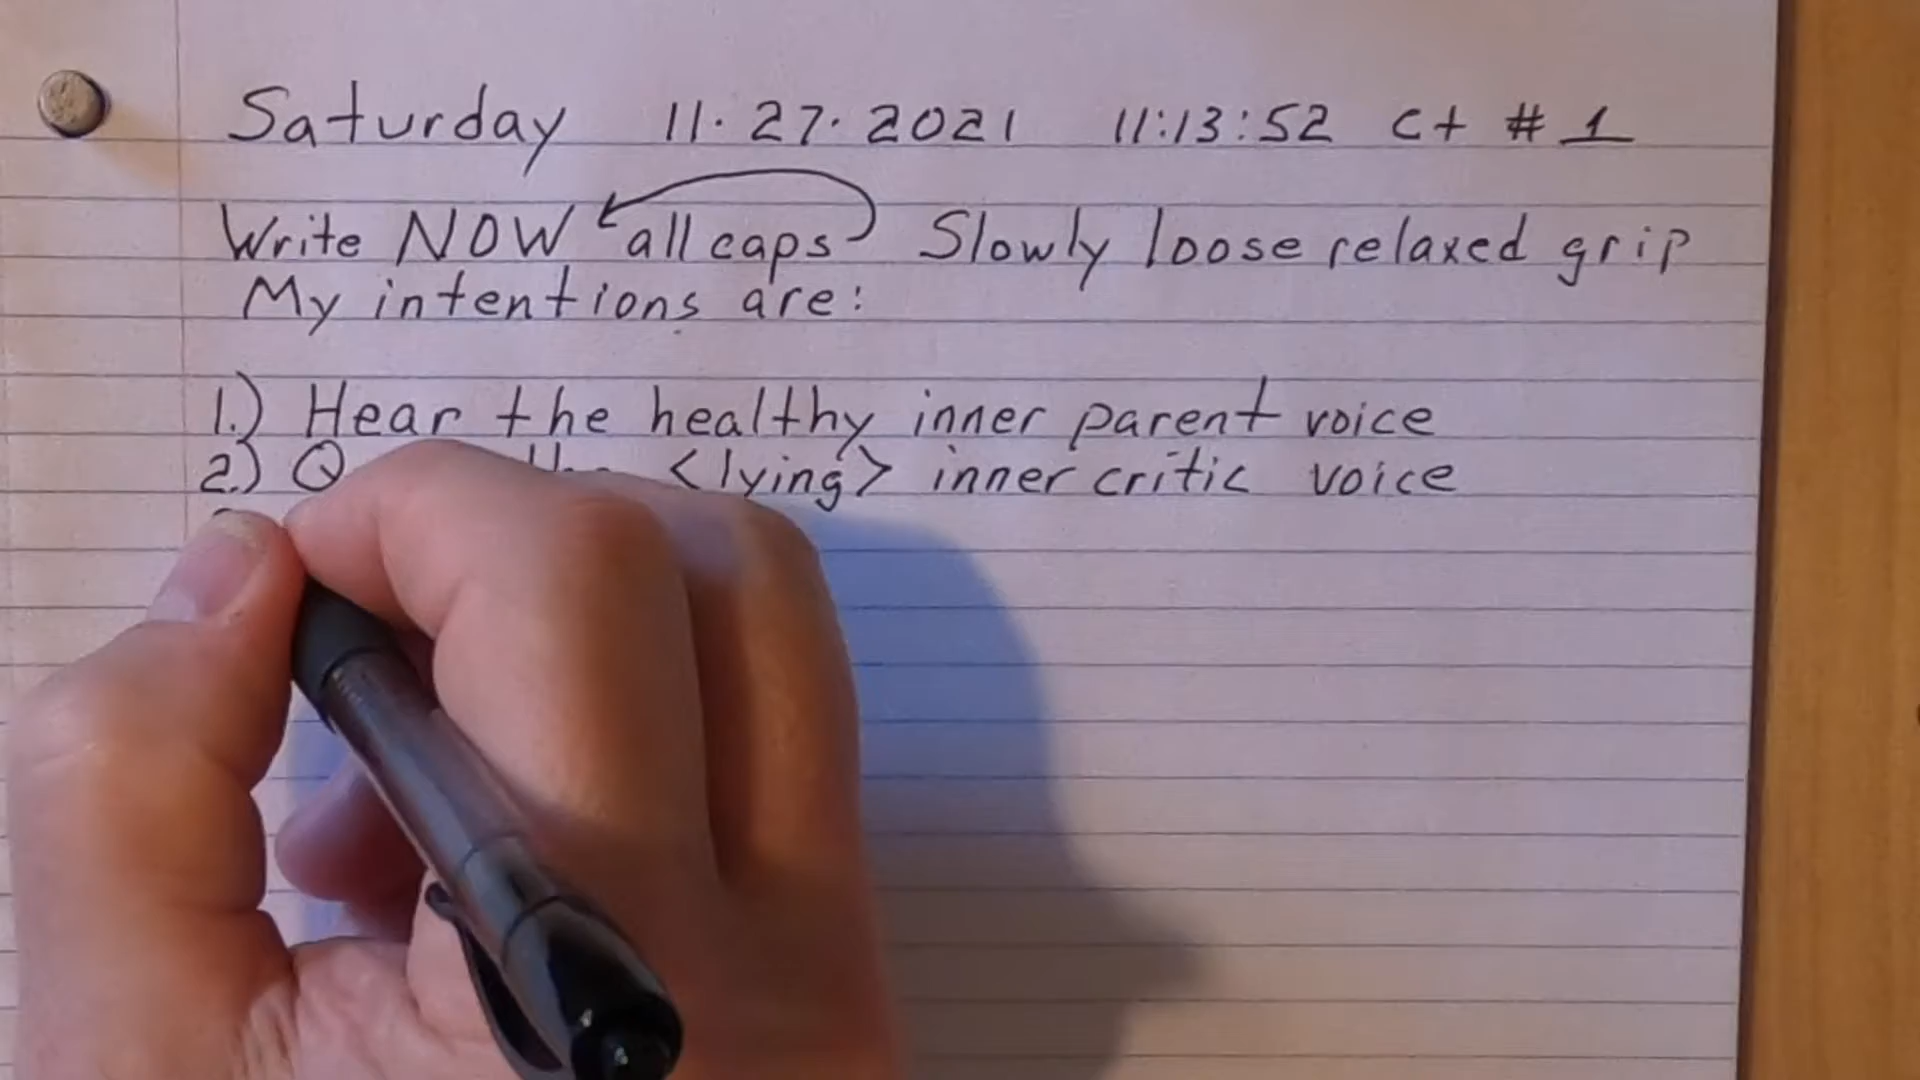 Saturday 11.27.2021 11:13:52 c+ # 1
Write NOW all caps Slowly loose relaxed grip
My intentions are:
1.) Hear the healthy inner parent voice
2.) <lying> inner critic voice